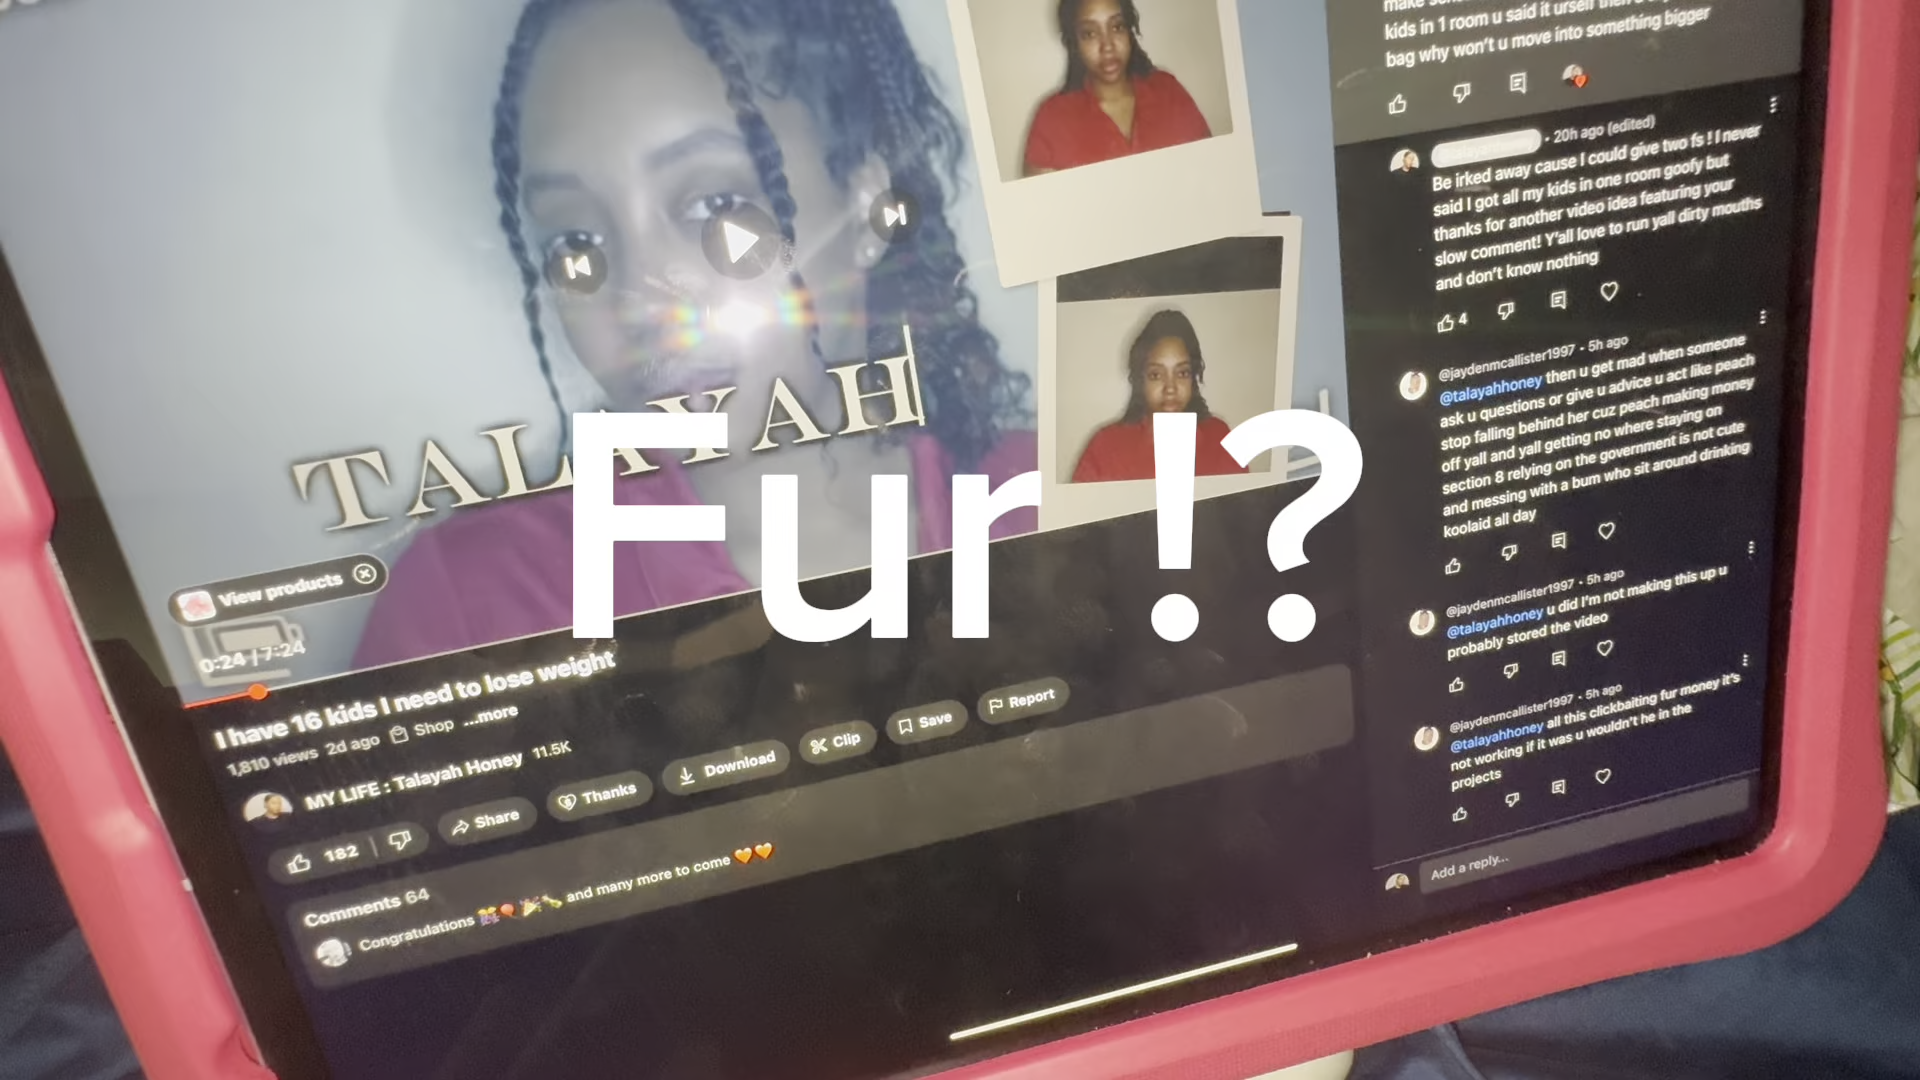 TALAYAH
Fur !?
View products
0:24 | 7:24
I have 16 kids I need to lose weight
1,810 views 2d ago Shop ...more
MY LIFE : Talayah Honey 11.5K
182 Share Thanks Download Clip Save Report
Comments 64
Congratulations and many more to come 🧡🧡
kids in 1 room u said it urself
bag why won't u move into something bigger
· 20h ago (edited)
Be irked away cause I could give two fs ! I never
said I got all my kids in one room goofy but
thanks for another video idea featuring your
slow comment! Y'all love to run yall dirty mouths
and don't know nothing
4
@jaydenmcallister1997 · 5h ago
@talayahhoney then u get mad when someone
ask u questions or give u advice u act like peach
stop falling behind her cuz peach making money
off yall and yall getting no where staying on
section 8 relying on the government is not cute
and messing with a bum who sit around drinking
koolaid all day
@jaydenmcallister1997 · 5h ago
@talayahhoney u did I'm not making this up u
probably stored the video
@jaydenmcallister1997 · 5h ago
@talayahhoney all this clickbaiting fur money it's
not working if it was u wouldn't he in the
projects
Add a reply...